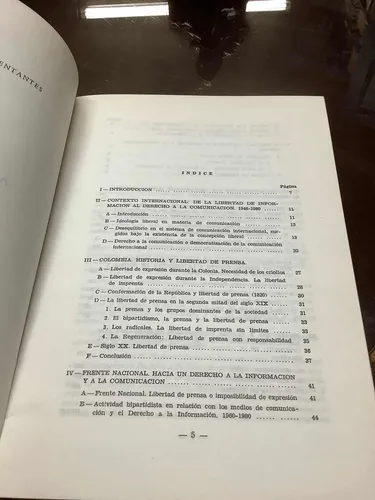 ENTANTES
INDICE
Página
I — INTRODUCCION 7
II — CONTEXTO INTERNACIONAL. DE LA LIBERTAD DE INFOR-
MACION AL DERECHO A LA COMUNICACION. 1948-1980 11
A — Introducción 11
B — Ideología liberal en materia de comunicación 12
C — Desequilibrio en el sistema de comunicación internacional, sur-
gidos bajo la existencia de la concepción liberal 13
D — Derecho a la comunicación o democratización de la comunicación
internacional 22
III — COLOMBIA. HISTORIA Y LIBERTAD DE PRENSA.
A — Libertad de expresión durante la Colonia. Necesidad de los criollos 27
B — Libertad de expresión durante la Independencia. La libertad
de imprenta 28
C — Conformación de la República y libertad de prensa (1820) 31
D — La libertad de prensa en la segunda mitad del siglo XIX 31
1. La prensa y los grupos dominantes de la sociedad 31
2. El bipartidismo, la prensa y la libertad de prensa 33
3. Los radicales. La libertad de imprenta sin límites 34
4. La Regeneración: Libertad de prensa con responsabilidad 35
E — Siglo XX. Libertad de prensa 36
F — Conclusión 37
IV — FRENTE NACIONAL. HACIA UN DERECHO A LA INFORMACION
Y A LA COMUNICACION 41
A — Frente Nacional. Libertad de prensa o imposibilidad de expresión 41
B — Actividad bipartidista en relación con los medios de comunica-
ción y el Derecho a la Información, 1960-1980 44
— 5 —